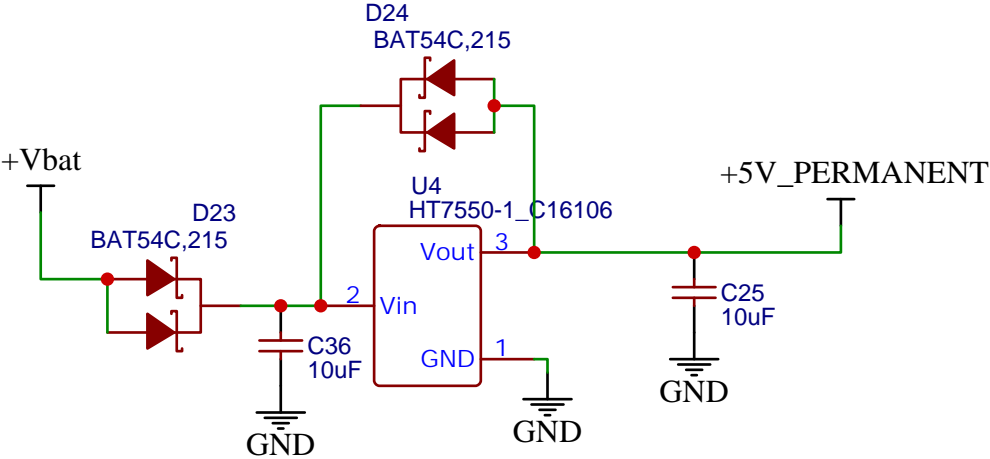 D24
BAT54C,215
+Vbat
D23
BAT54C,215
U4
HT7550-1_C16106
+5V_PERMANENT
Vout
3
2
Vin
GND
1
C36
10uF
C25
10uF
GND
GND
GND